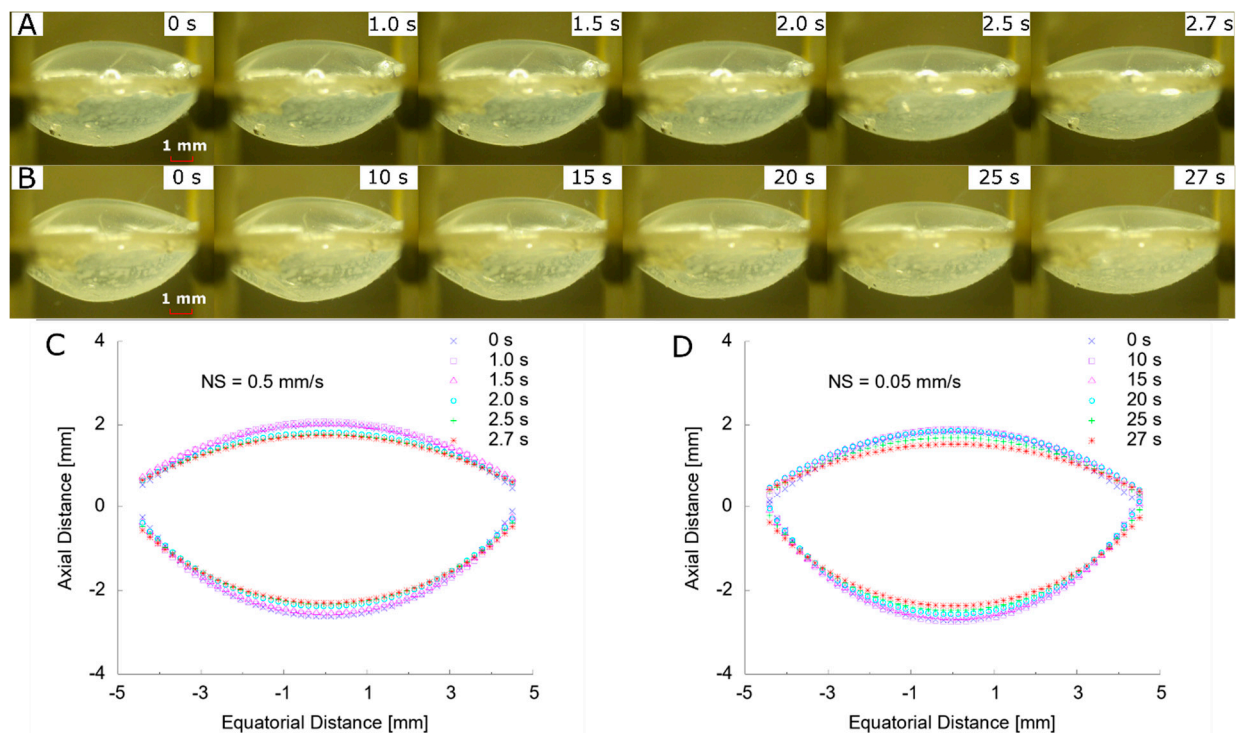 A 0 s 1.0 s 1.5 s 2.0 s 2.5 s 2.7 s
1 mm
B 0 s 10 s 15 s 20 s 25 s 27 s
1 mm
C
NS = 0.5 mm/s
0 s
1.0 s
1.5 s
2.0 s
2.5 s
2.7 s
Axial Distance [mm]
4
2
0
-2
-4
-5 -3 -1 1 3 5
Equatorial Distance [mm]
D
NS = 0.05 mm/s
0 s
10 s
15 s
20 s
25 s
27 s
Axial Distance [mm]
4
2
0
-2
-4
-5 -3 -1 1 3 5
Equatorial Distance [mm]